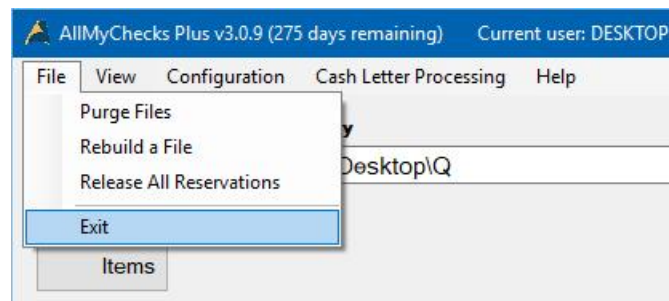 AllMyChecks Plus v3.0.9 (275 days remaining) Current user: DESKTOP
File View Configuration Cash Letter Processing Help
Purge Files
y
Rebuild a File
Desktop\Q
Release All Reservations
Exit
Items